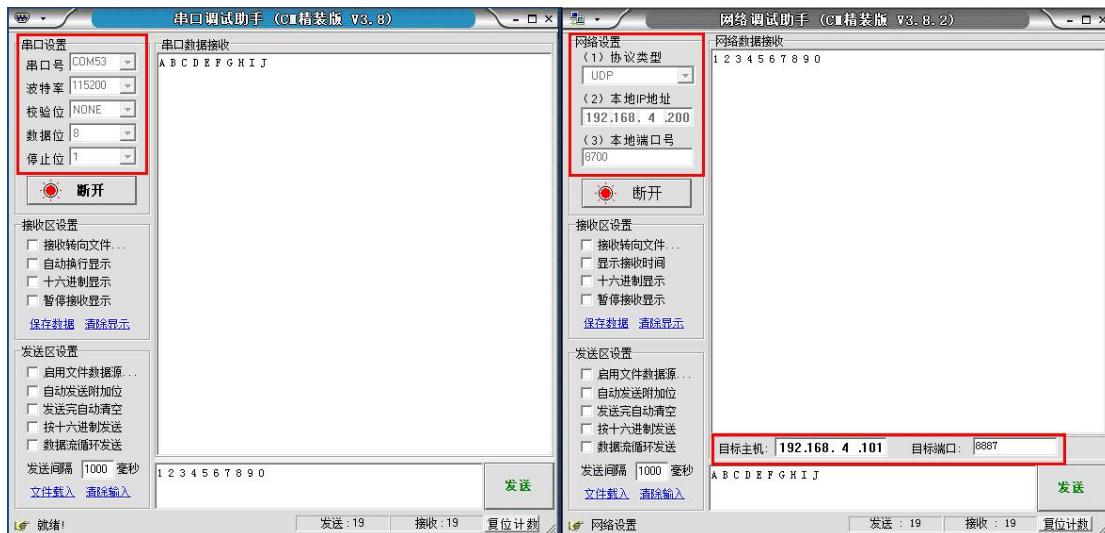 串口调试助手 (CM精装版 V3.8)
串口设置
串口号 COM53
波特率 115200
校验位 NONE
数据位 8
停止位 1
断开
接收区设置
接收转向文件...
自动换行显示
十六进制显示
暂停接收显示
保存数据 清除显示
发送区设置
启用文件数据源...
自动发送附加位
发送完自动清空
按十六进制发送
数据流循环发送
发送间隔 1000 毫秒
文件载入 清除输入
串口数据接收
A B C D E F G H I J
1 2 3 4 5 6 7 8 9 0
发送
就绪! 发送:19 接收:19 复位计数
网络调试助手 (CM精装版 V3.8.2)
网络设置
(1) 协议类型
UDP
(2) 本地IP地址
192.168. 4 .200
(3) 本地端口号
8700
断开
接收区设置
接收转向文件...
显示接收时间
十六进制显示
暂停接收显示
保存数据 清除显示
发送区设置
启用文件数据源...
自动发送附加位
发送完自动清空
按十六进制发送
数据流循环发送
发送间隔 1000 毫秒
文件载入 清除输入
网络数据接收
1 2 3 4 5 6 7 8 9 0
目标主机: 192.168. 4 .101 目标端口: 8887
A B C D E F G H I J
发送
网络设置 发送 : 19 接收 : 19 复位计数